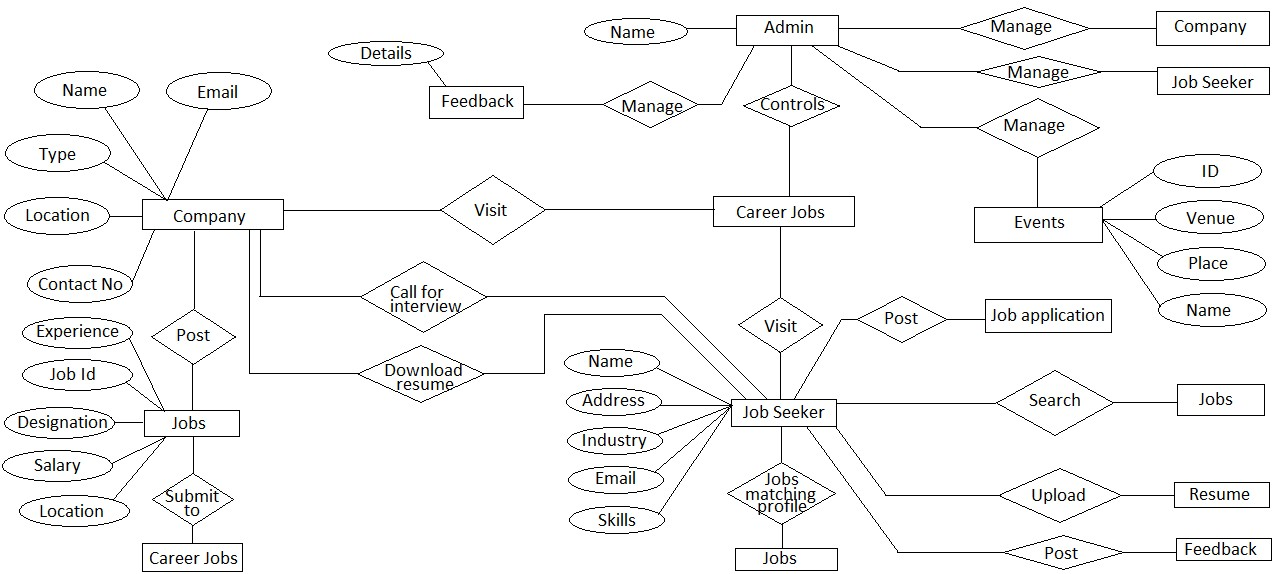 Name
Admin
Manage
Company
Details
Manage
Job Seeker
Feedback
Manage
Controls
Manage
Name
Email
Type
ID
Location
Company
Visit
Career Jobs
Events
Venue
Place
Contact No
Call for
interview
Name
Experience
Post
Visit
Post
Job application
Job Id
Download
resume
Name
Designation
Jobs
Address
Job Seeker
Search
Jobs
Industry
Salary
Email
Jobs
matching
profile
Upload
Resume
Location
Submit
to
Skills
Career Jobs
Jobs
Post
Feedback